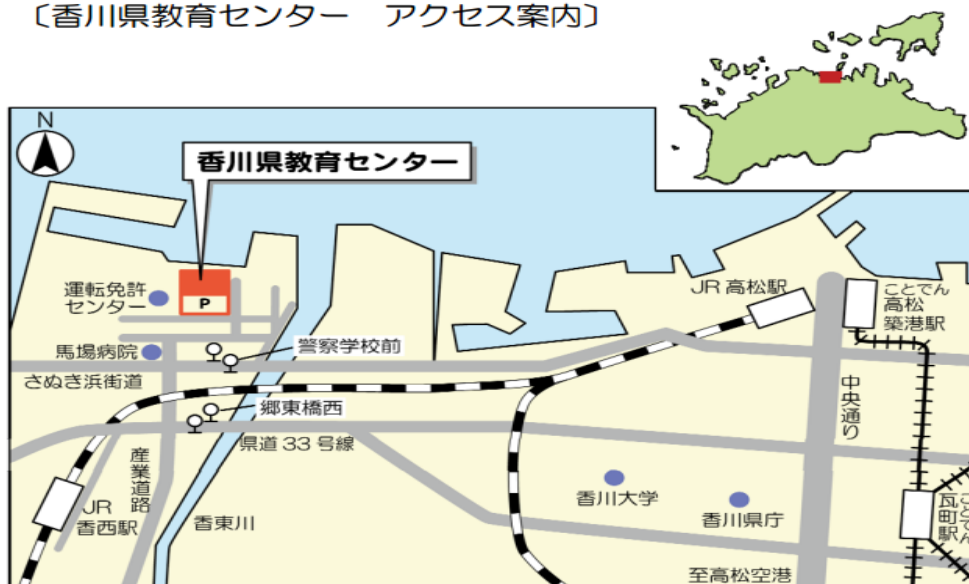 〔香川県教育センター　アクセス案内〕
N
香川県教育センター
運転免許
センター
P
JR 高松駅
ことでん
高松
築港駅
馬場病院
警察学校前
さぬき浜街道
中央通り
郷東橋西
県道 33 号線
産業道路
香川大学
香川県庁
ことでん
瓦町駅
JR
香西駅
香東川
至高松空港